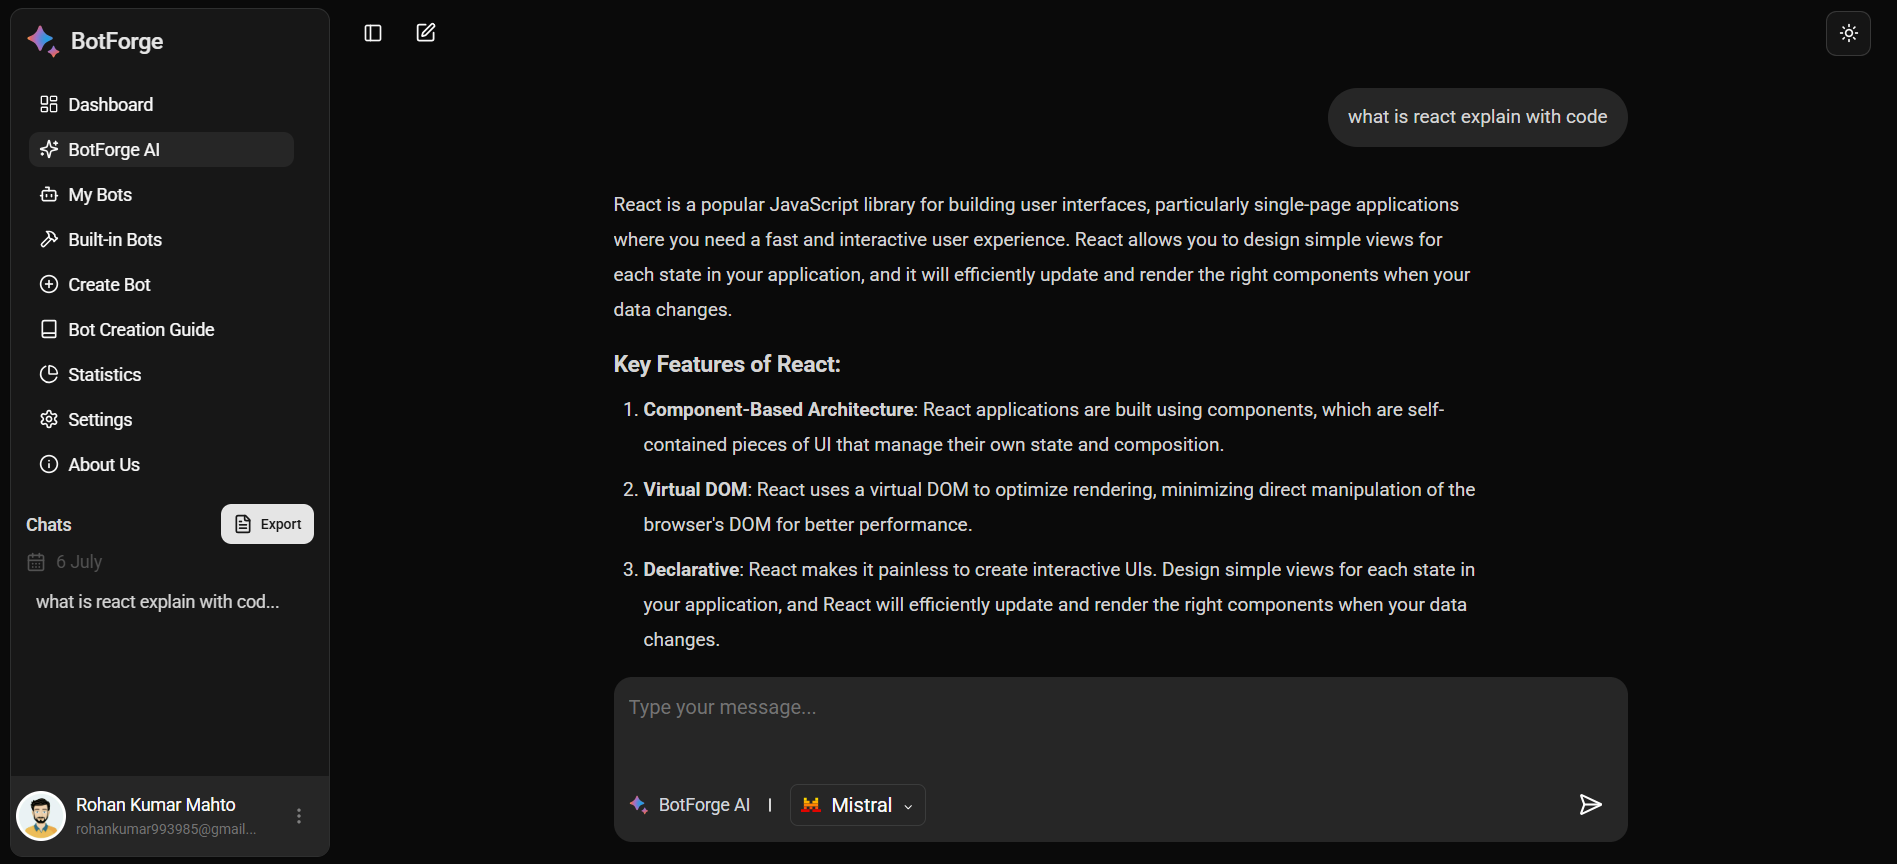 BotForge
Dashboard
BotForge AI
My Bots
Built-in Bots
Create Bot
Bot Creation Guide
Statistics
Settings
About Us
Chats
Export
6 July
what is react explain with cod...
Rohan Kumar Mahto
rohankumar993985@gmail...
what is react explain with code
React is a popular JavaScript library for building user interfaces, particularly single-page applications
where you need a fast and interactive user experience. React allows you to design simple views for
each state in your application, and it will efficiently update and render the right components when your
data changes.
Key Features of React:
1. Component-Based Architecture: React applications are built using components, which are self-
contained pieces of UI that manage their own state and composition.
2. Virtual DOM: React uses a virtual DOM to optimize rendering, minimizing direct manipulation of the
browser's DOM for better performance.
3. Declarative: React makes it painless to create interactive UIs. Design simple views for each state in
your application, and React will efficiently update and render the right components when your data
changes.
Type your message...
BotForge AI | Mistral